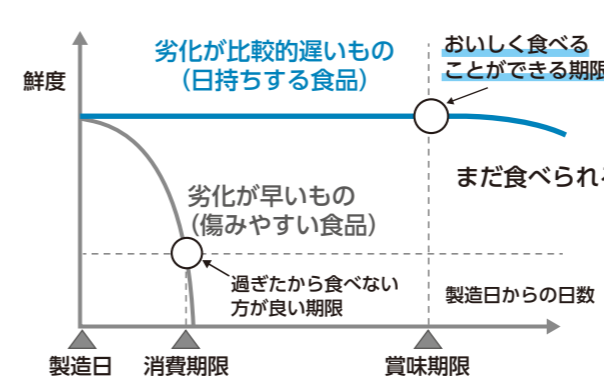 鮮度
劣化が比較的遅いもの
（日持ちする食品）
おいしく食べる
ことができる期限
まだ食べられる
劣化が早いもの
（傷みやすい食品）
過ぎたから食べない
方が良い期限
製造日からの日数
製造日
消費期限
賞味期限